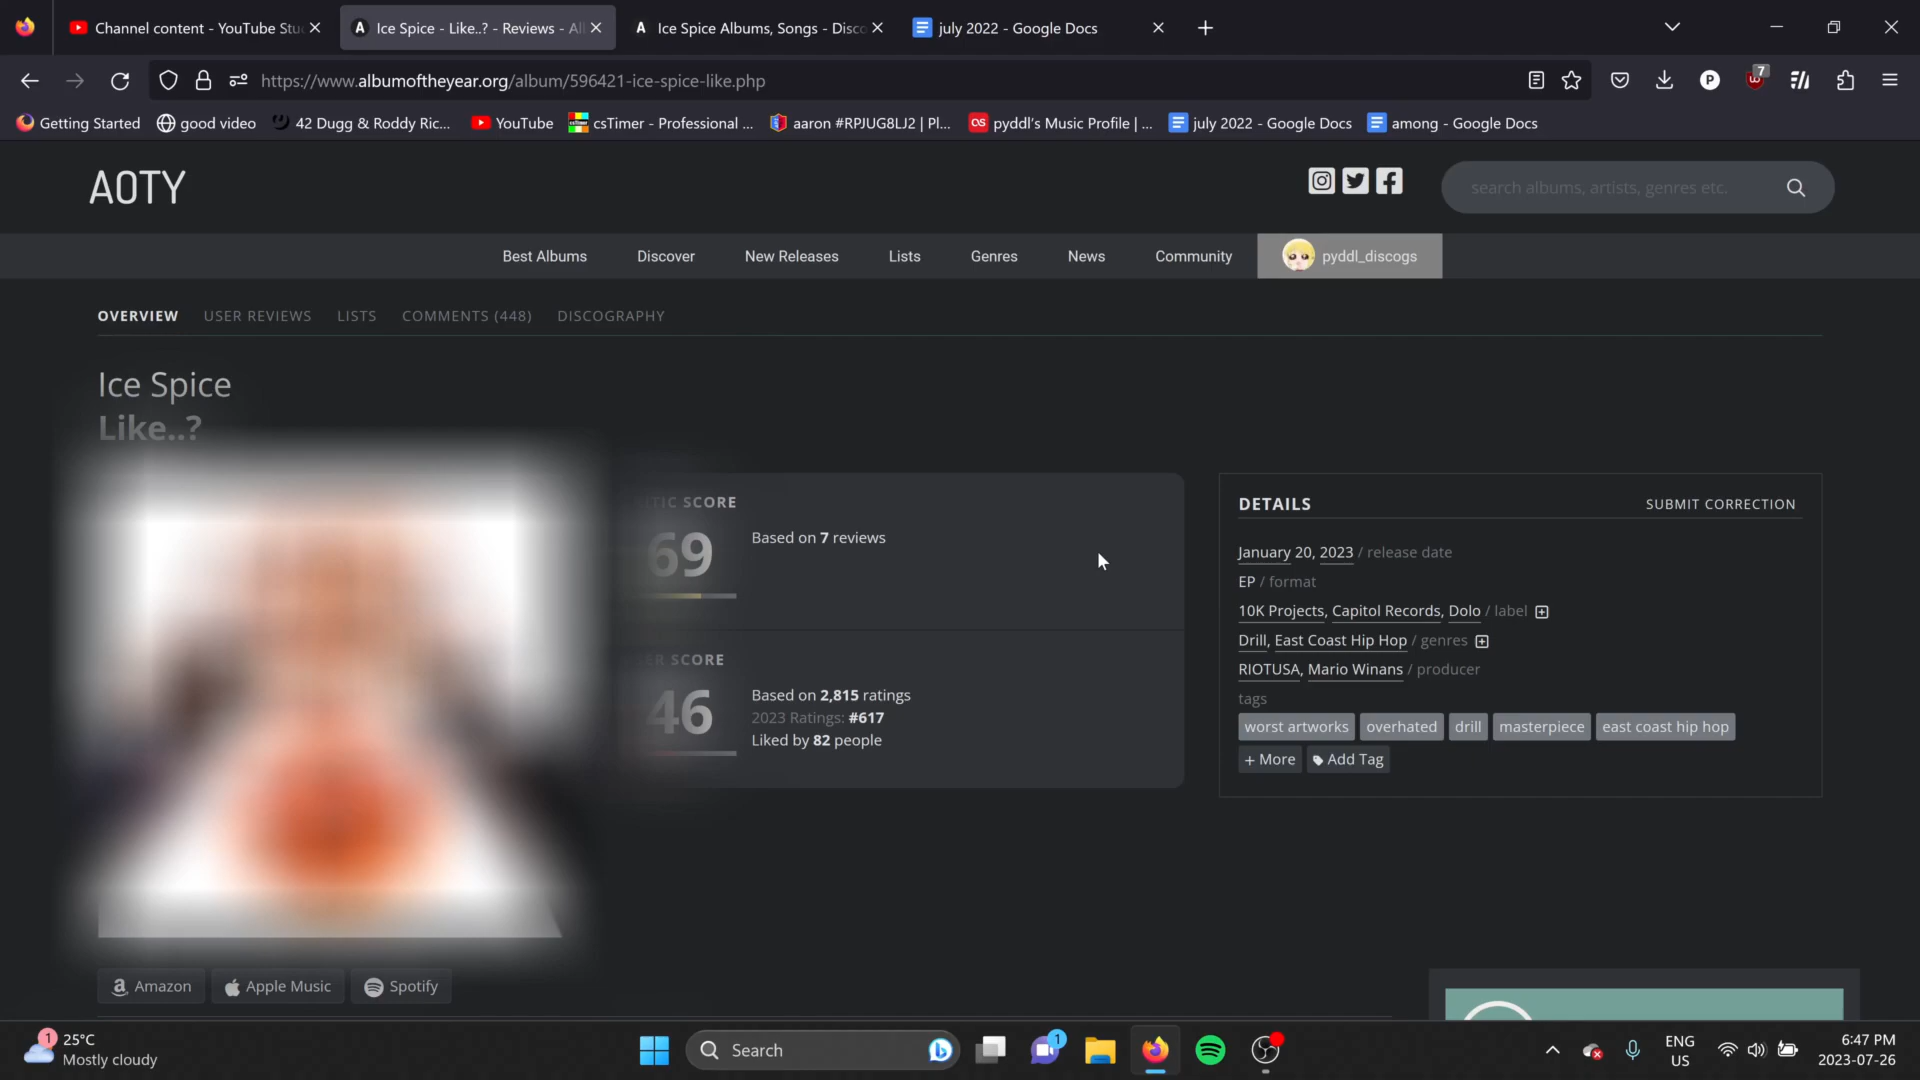 Channel content - YouTube Stu
Ice Spice - Like..? - Reviews - Al
Ice Spice Albums, Songs - Disco
july 2022 - Google Docs
https://www.albumoftheyear.org/album/596421-ice-spice-like.php
P
7
Getting Started
good video
42 Dugg & Roddy Ric...
YouTube
csTimer - Professional ...
aaron #RPJUG8LJ2 | Pl...
pyddl's Music Profile | ...
july 2022 - Google Docs
among - Google Docs
AOTY
search albums, artists, genres etc.
Best Albums
Discover
New Releases
Lists
Genres
News
Community
pyddl_discogs
OVERVIEW
USER REVIEWS
LISTS
COMMENTS (448)
DISCOGRAPHY
Ice Spice
Like..?
SCORE
69
Based on 7 reviews
SCORE
46
Based on 2,815 ratings
2023 Ratings: #617
Liked by 82 people
DETAILS
SUBMIT CORRECTION
January 20, 2023 / release date
EP / format
10K Projects, Capitol Records, Dolo / label
Drill, East Coast Hip Hop / genres
RIOTUSA, Mario Winans / producer
tags
worst artworks
overhated
drill
masterpiece
east coast hip hop
+ More
Add Tag
Amazon
Apple Music
Spotify
1
25°C
Mostly cloudy
Search
1
ENG
US
6:47 PM
2023-07-26